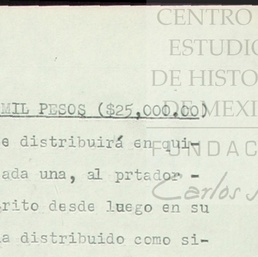 CENTRO
ESTUDIO
DE HISTO
DE MEXI
FUNDAC
Carlos
MIL PESOS ($25,000.00)
e distribuirá en qui-
ada una, al prtador -
rito desde luego en su
a distribuido como si-